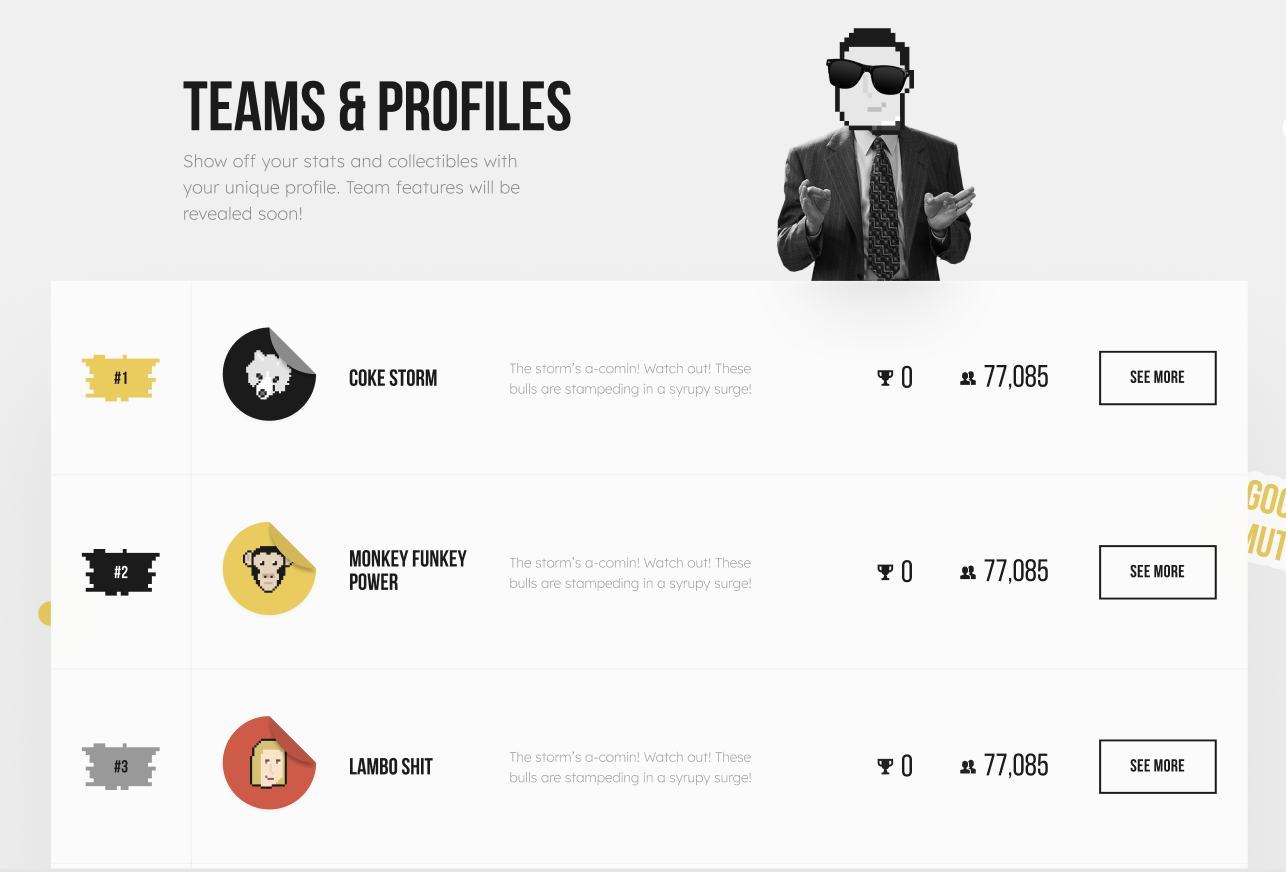 TEAMS & PROFILES
Show off your stats and collectibles with
your unique profile. Team features will be
revealed soon!
#1
COKE STORM
The storm's a-comin! Watch out! These
bulls are stampeding in a syrupy surge!
0
77,085
SEE MORE
GOO
MUT
#2
MONKEY FUNKEY
POWER
The storm's a-comin! Watch out! These
bulls are stampeding in a syrupy surge!
0
77,085
SEE MORE
#3
LAMBO SHIT
The storm's a-comin! Watch out! These
bulls are stampeding in a syrupy surge!
0
77,085
SEE MORE